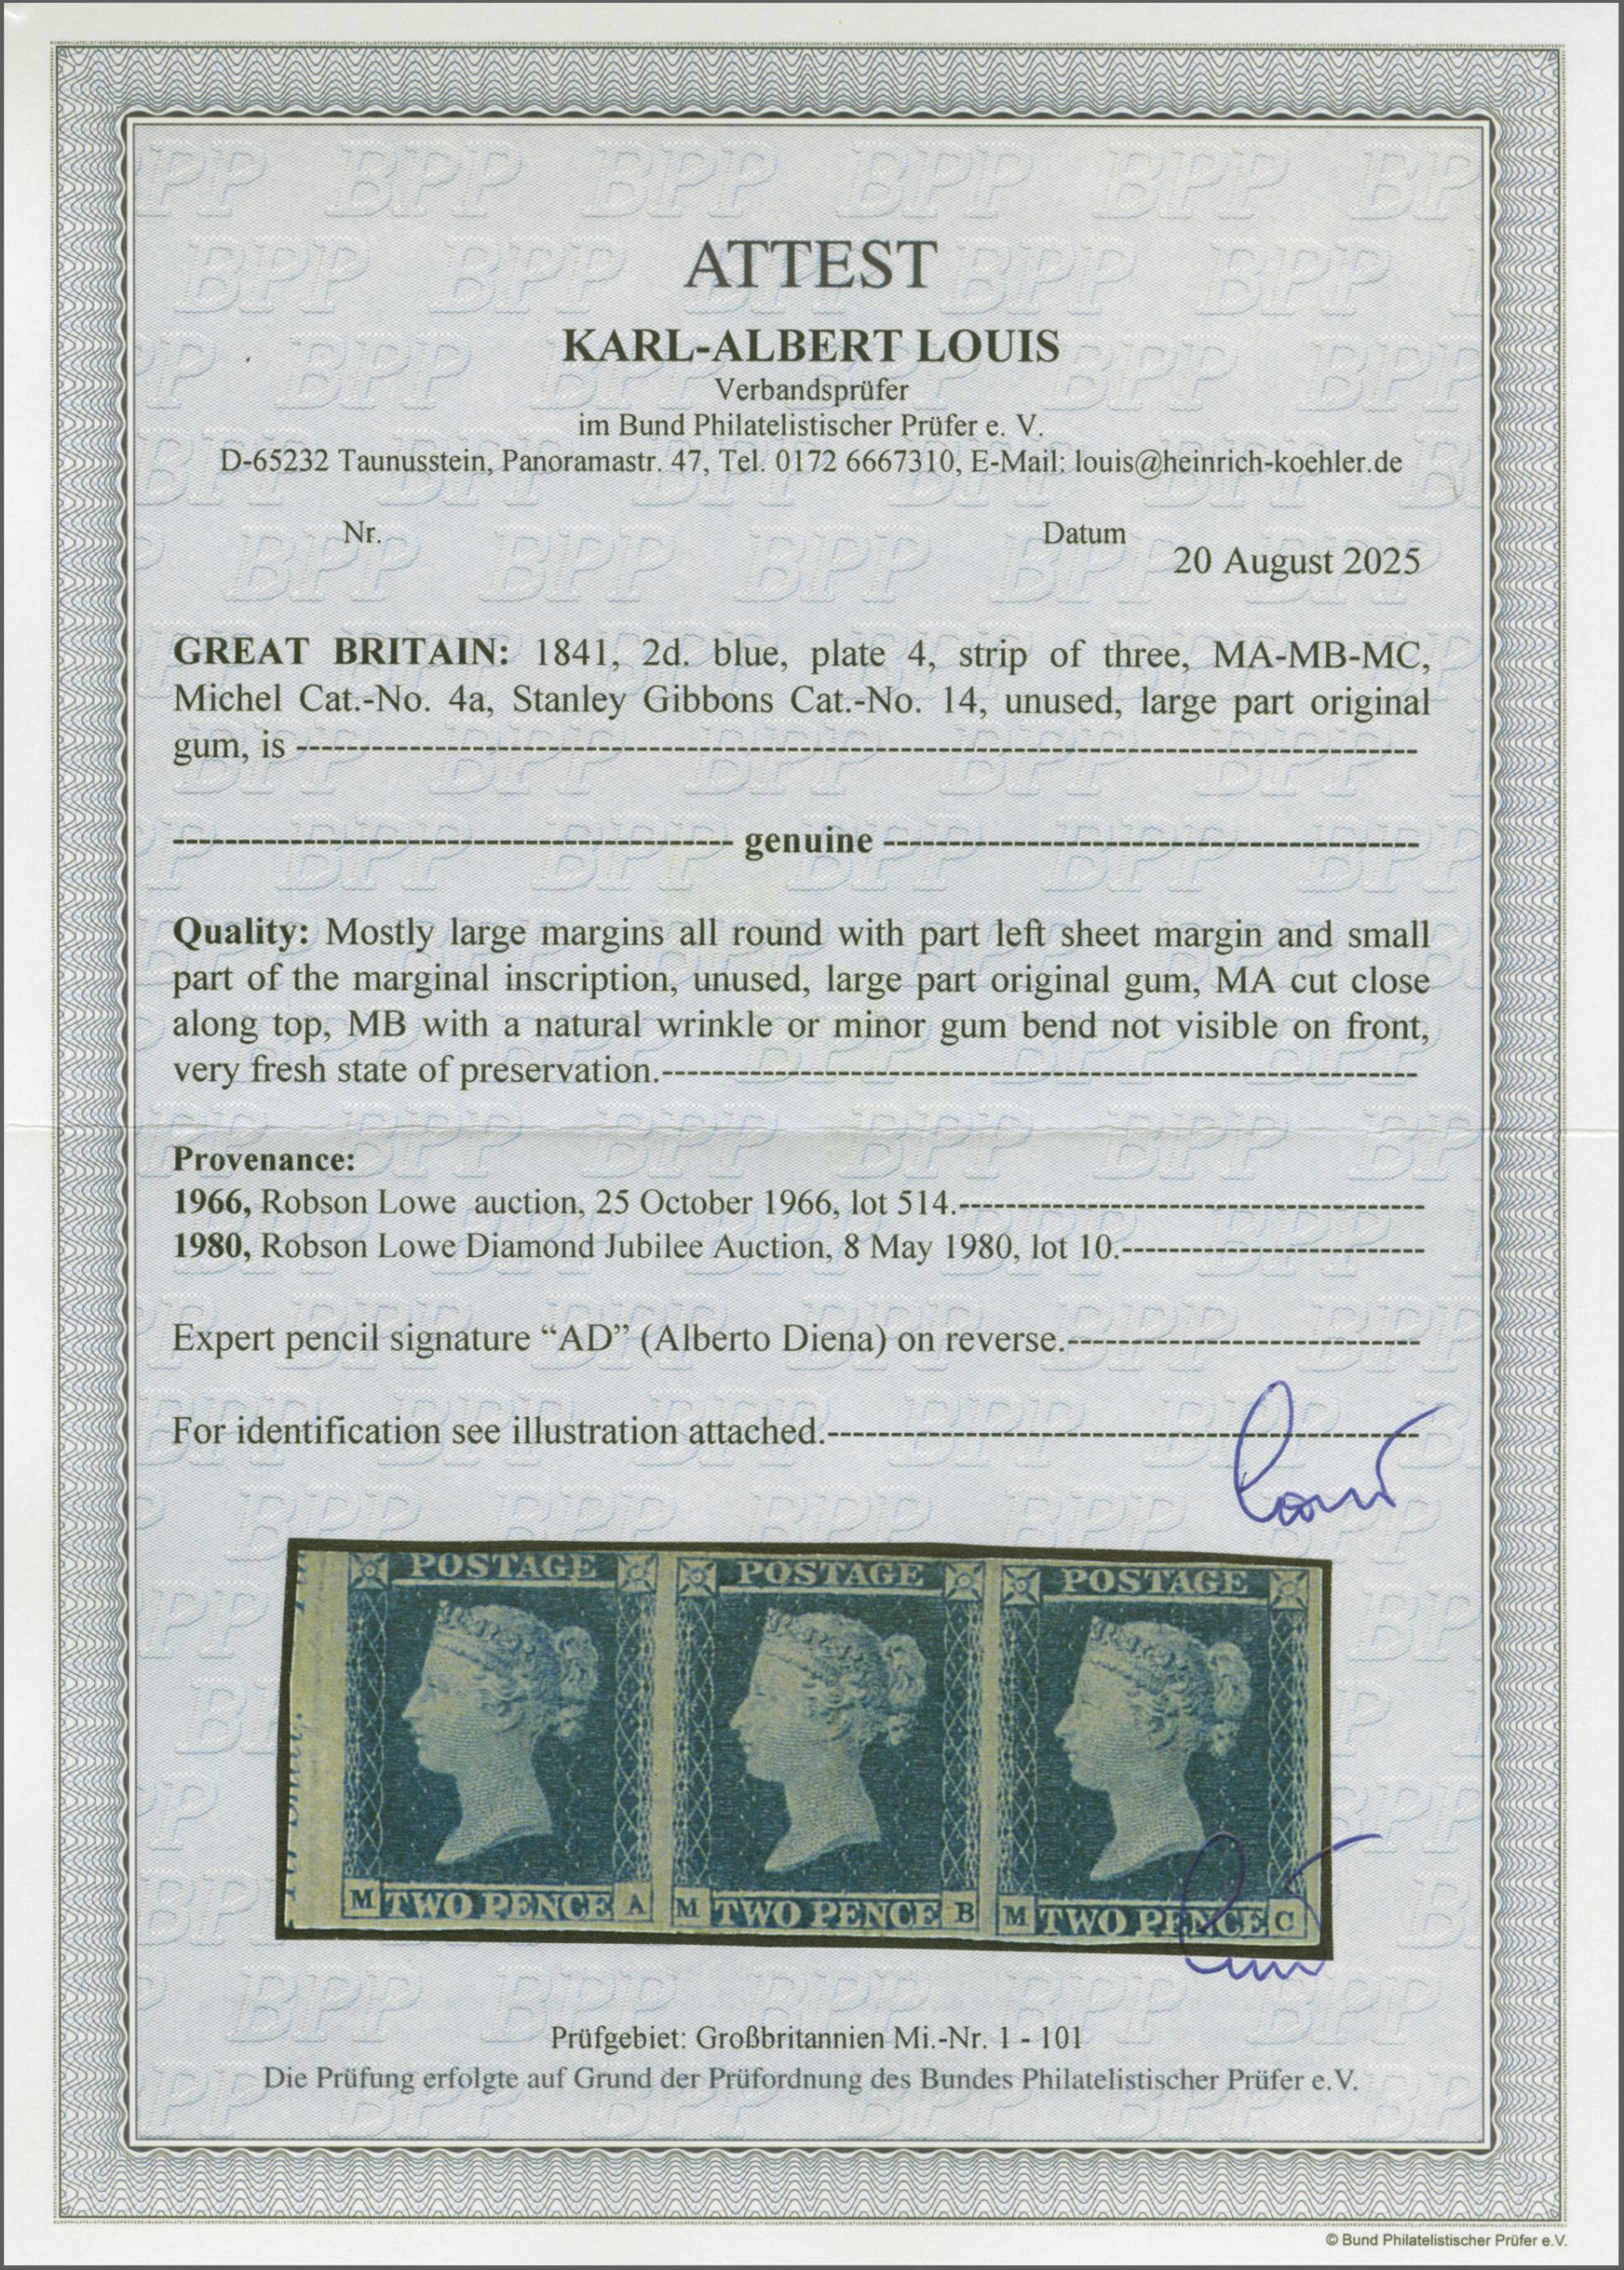 ATTEST
KARL-ALBERT LOUIS
Verbandsprüfer
im Bund Philatelistischer Prüfer e. V.
D-65232 Taunusstein, Panoramastr. 47, Tel. 0172 6667310, E-Mail: louis@heinrich-koehler.de
Nr. Datum
20 August 2025
GREAT BRITAIN: 1841, 2d. blue, plate 4, strip of three, MA-MB-MC,
Michel Cat.-No. 4a, Stanley Gibbons Cat.-No. 14, unused, large part original
gum, is
genuine
Quality: Mostly large margins all round with part left sheet margin and small
part of the marginal inscription, unused, large part original gum, MA cut close
along top, MB with a natural wrinkle or minor gum bend not visible on front,
very fresh state of preservation.
Provenance:
1966, Robson Lowe auction, 25 October 1966, lot 514.
1980, Robson Lowe Diamond Jubilee Auction, 8 May 1980, lot 10.
Expert pencil signature “AD” (Alberto Diena) on reverse.
For identification see illustration attached.
POSTAGE POSTAGE POSTAGE
M TWO PENCE A M TWO PENCE B M TWO PENCE C
Prüfgebiet: Großbritannien Mi.-Nr. 1 - 101
Die Prüfung erfolgte auf Grund der Prüfordnung des Bundes Philatelistischer Prüfer e.V.
© Bund Philatelistischer Prüfer e.V.